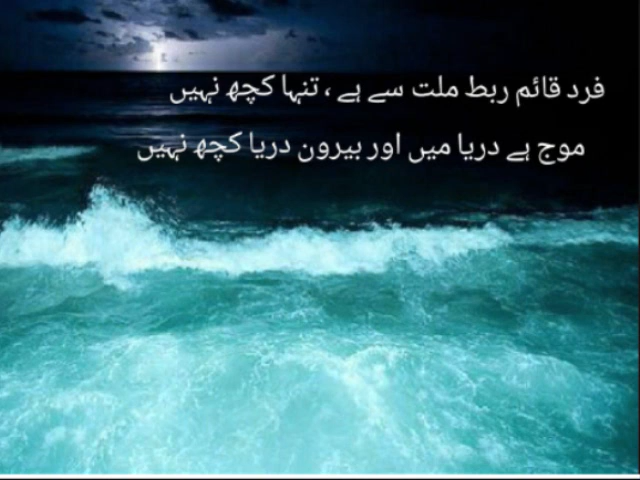 فرد قائم ربط ملت سے ہے ، تنہا کچھ نہیں
موج ہے دریا میں اور بیرون دریا کچھ نہیں